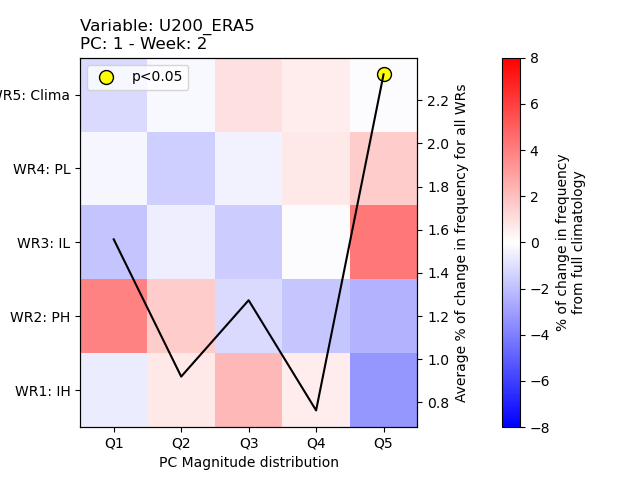 Variable: U200_ERA5
PC: 1 - Week: 2
p<0.05
WR5: Clima
WR4: PL
WR3: IL
WR2: PH
WR1: IH
Q1 Q2 Q3 Q4 Q5
PC Magnitude distribution
2.2
2.0
1.8
1.6
1.4
1.2
1.0
0.8
Average % of change in frequency for all WRs
8
6
4
2
0
−2
−4
−6
−8
% of change in frequency
from full climatology